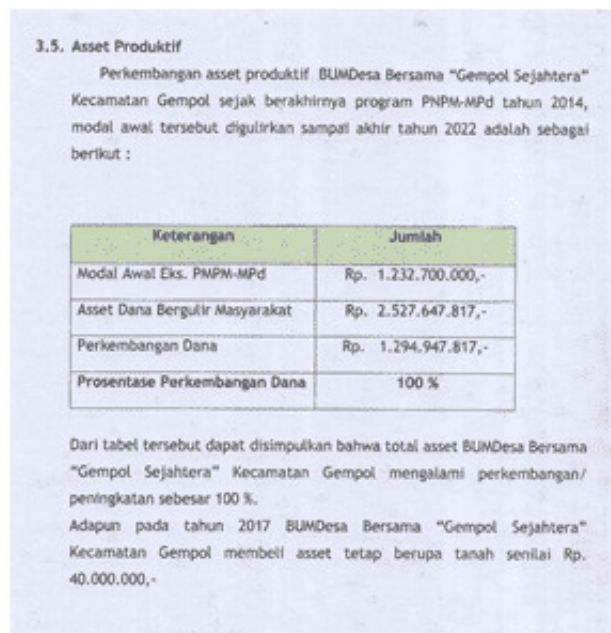 3.5. Asset Produktif
Perkembangan asset produktif BUMDesa Bersama “Gempol Sejahtera”
Kecamatan Gempol sejak berakhirnya program PNPM-MPd tahun 2014,
modal awal tersebut digulirkan sampai akhir tahun 2022 adalah sebagai
berikut :
Keterangan Jumlah
Modal Awal Eks. PMPM-MPd Rp. 1.232.700.000,-
Asset Dana Bergulir Masyarakat Rp. 2.527.647.817,-
Perkembangan Dana Rp. 1.294.947.817,-
Prosentase Perkembangan Dana 100 %
Dari tabel tersebut dapat disimpulkan bahwa total asset BUMDesa Bersama
“Gempol Sejahtera” Kecamatan Gempol mengalami perkembangan/
peningkatan sebesar 100 %.
Adapun pada tahun 2017 BUMDesa Bersama “Gempol Sejahtera”
Kecamatan Gempol membeli asset tetap berupa tanah senilai Rp.
40.000.000,-